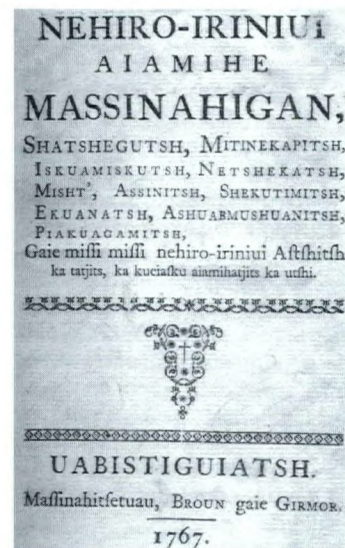 NEHIRO-IRINIUI
AIAMIHE
MASSINAHIGAN,
SHATSHEGUTSH, MITINEKAPITSH,
ISKUAMISKUTSH, NETSHEKATSH,
MISHT', ASSINITSH, SHEKUTIMITSH,
EKUANATSH, ASHUABMUSHUANITSH,
PIAKUAGAMITSH,
Gaie miſſi miſſi nehiro-iriniui Aſtſhitſh
ka tatjits, ka kueiaſku aiamihatjits ka utſhi.
UABISTIGUIATSH.
Maſſinahitſetuau, BROUN gaie GIRMOR.
1767.